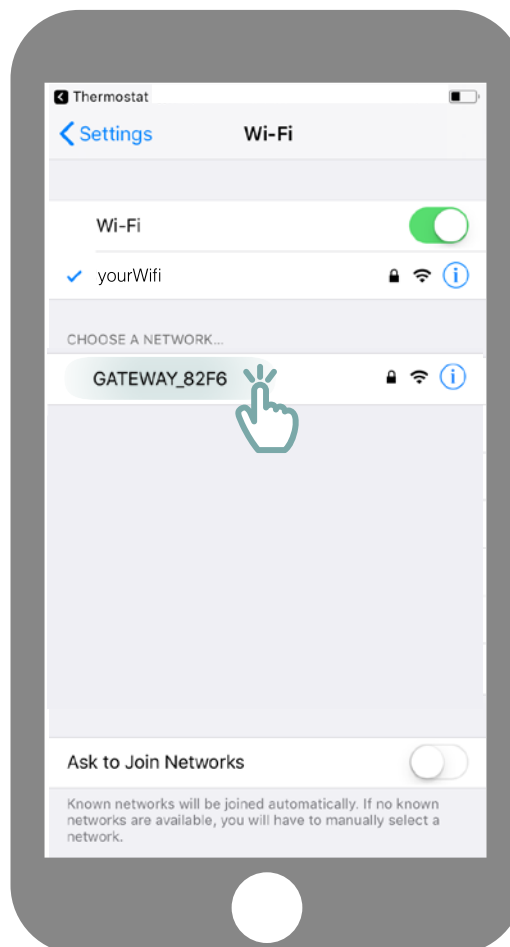 Thermostat
Settings
Wi-Fi
Wi-Fi
yourWifi
CHOOSE A NETWORK...
GATEWAY_82F6
Ask to Join Networks
Known networks will be joined automatically. If no known
networks are available, you will have to manually select a
network.